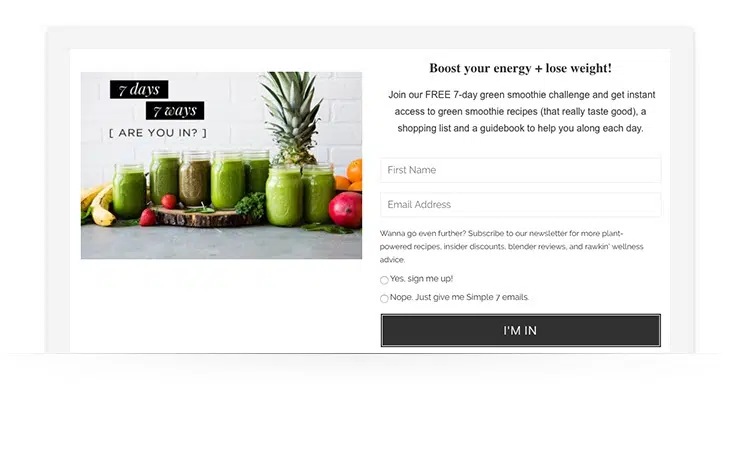 7 days
7 ways
[ ARE YOU IN? ]
Boost your energy + lose weight!
Join our FREE 7-day green smoothie challenge and get instant
access to green smoothie recipes (that really taste good), a
shopping list and a guidebook to help you along each day.
First Name
Email Address
Wanna go even further? Subscribe to our newsletter for more plant-
powered recipes, insider discounts, blender reviews, and rawkin' wellness
advice.
Yes, sign me up!
Nope. Just give me Simple 7 emails.
I'M IN